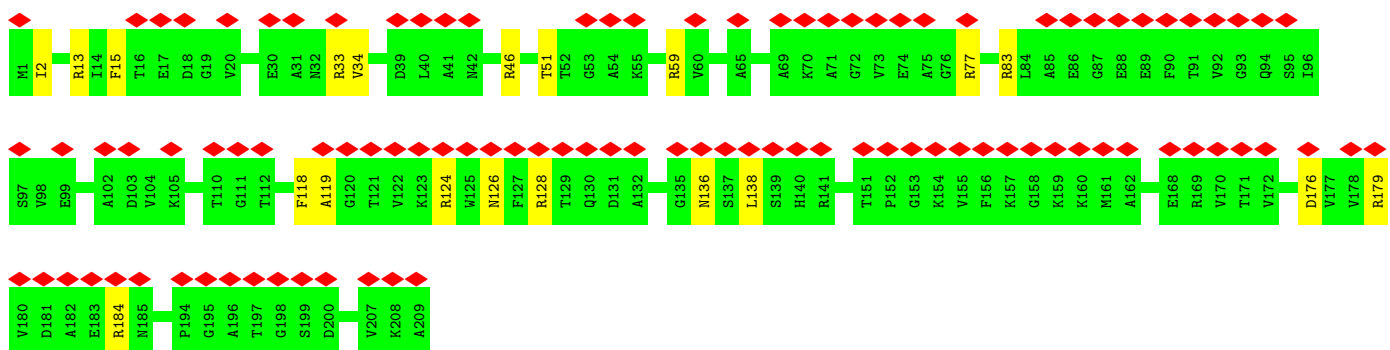 M1 I2 R13 I14 F15 T16 E17 D18 G19 V20 E30 A31 N32 R33 V34 D39 L40 A41 N42 R46 T51 T52 G53 A54 K55 R59 V60 A65 A69 K70 A71 G72 V73 E74 A75 G76 R77 R83 L84 A85 E86 G87 E88 E89 F90 T91 V92 G93 Q94 S95 I96
S97 V98 E99 A102 D103 V104 K105 T110 G111 T112 F118 A119 G120 T121 V122 K123 R124 W125 N126 F127 R128 T129 Q130 D131 A132 G135 N136 S137 L138 S139 H140 R141 T151 P152 G153 K154 V155 F156 K157 G158 K159 K160 M161 A162 E168 R169 V170 T171 V172 D176 V177 V178 R179
V180 D181 A182 E183 R184 N185 P194 G195 A196 T197 G198 S199 D200 V207 K208 A209